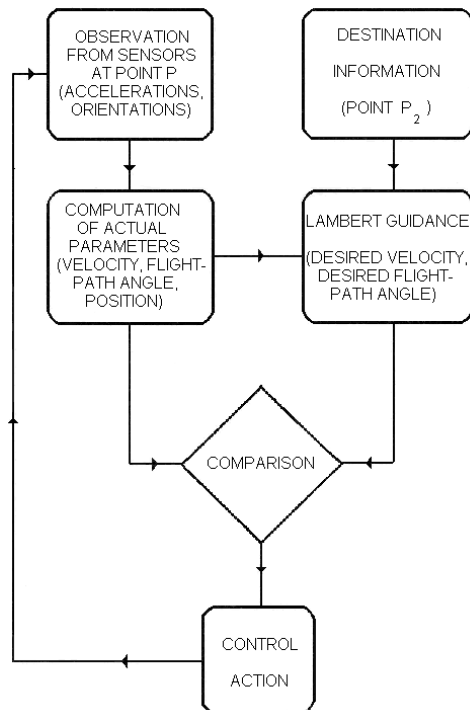 OBSERVATION
FROM SENSORS
AT POINT P
(ACCELERATIONS,
ORIENTATIONS)
DESTINATION
INFORMATION
(POINT P₂ )
COMPUTATION
OF ACTUAL
PARAMETERS
(VELOCITY, FLIGHT-
PATH ANGLE,
POSITION)
LAMBERT GUIDANCE
(DESIRED VELOCITY,
DESIRED FLIGHT-
PATH ANGLE)
COMPARISON
CONTROL
ACTION